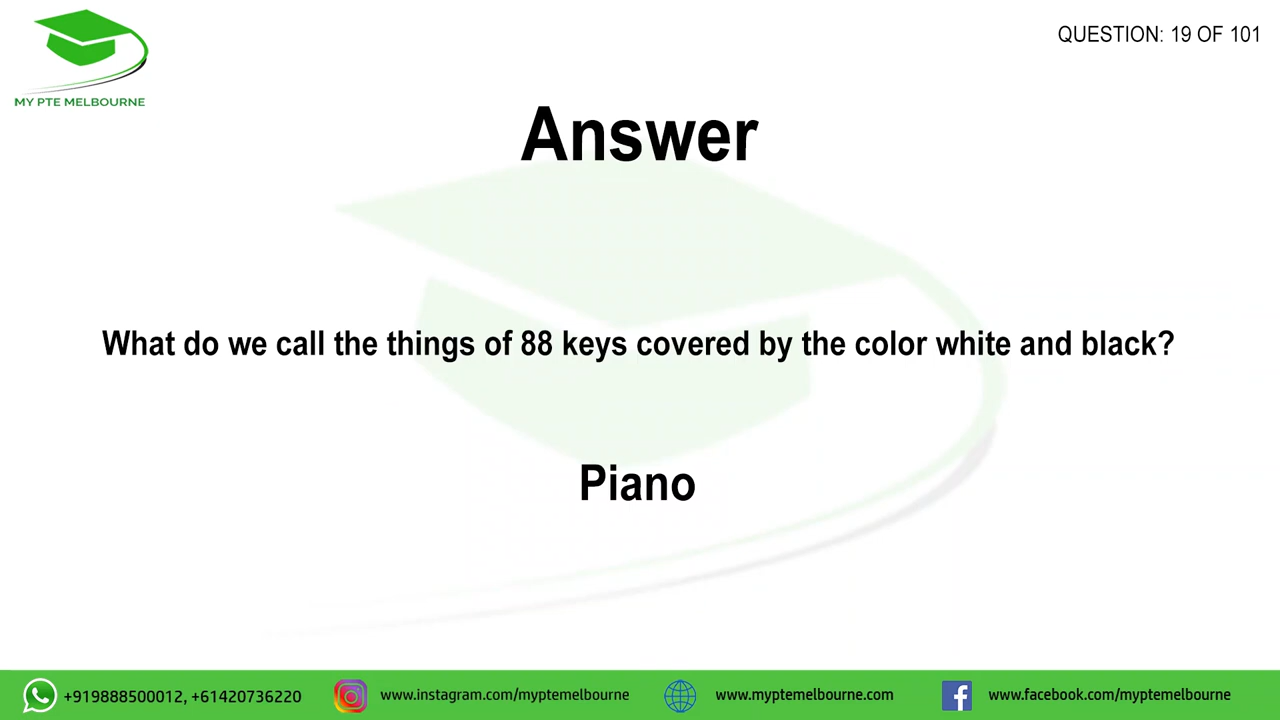 MY PTE MELBOURNE
QUESTION: 19 OF 101
Answer
What do we call the things of 88 keys covered by the color white and black?
Piano
+919888500012, +61420736220
www.instagram.com/myptemelbourne
www.myptemelbourne.com
www.facebook.com/myptemelbourne